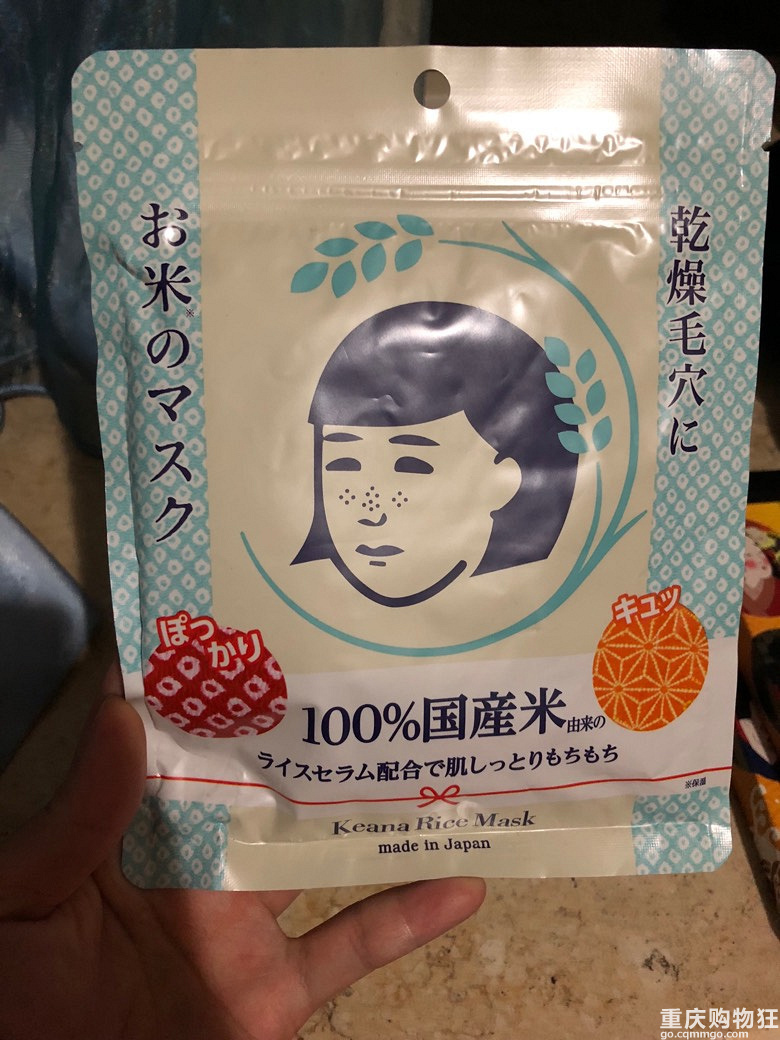 乾燥毛穴に
お米※のマスク
ぽっかり
キュッ
100%国産米由来の
ライスセラム配合で肌しっとりもちもち
※保湿
Keana Rice Mask
made in Japan
重庆购物狂
go.cqmmgo.com